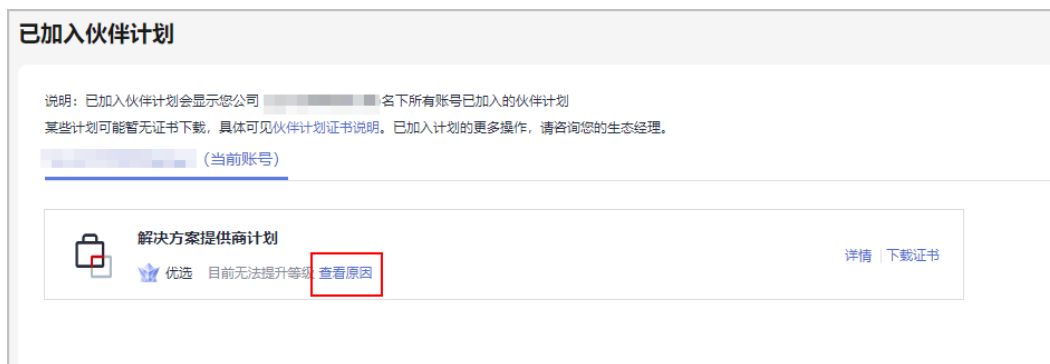 已加入伙伴计划
说明：已加入伙伴计划会显示您公司 名下所有账号已加入的伙伴计划
某些计划可能暂无证书下载，具体可见伙伴计划证书说明。已加入计划的更多操作，请咨询您的生态经理。
（当前账号）
解决方案提供商计划
优选 目前无法提升等级 查看原因
详情 | 下载证书